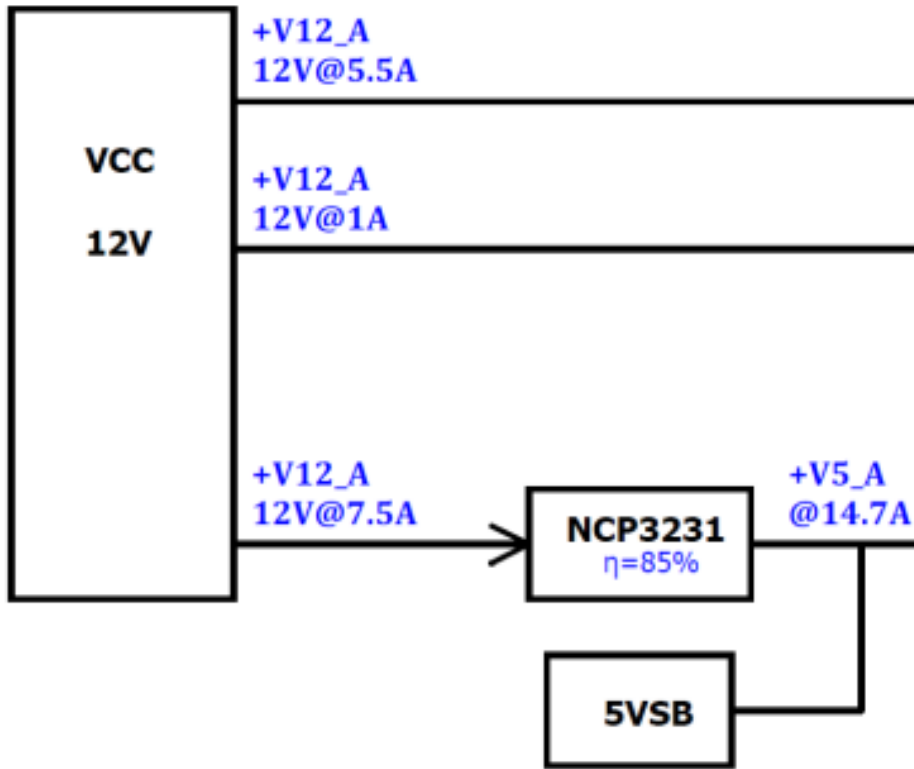 +V12_A
12V@5.5A
VCC
12V
+V12_A
12V@1A
+V12_A
12V@7.5A
NCP3231
η=85%
+V5_A
@14.7A
5VSB